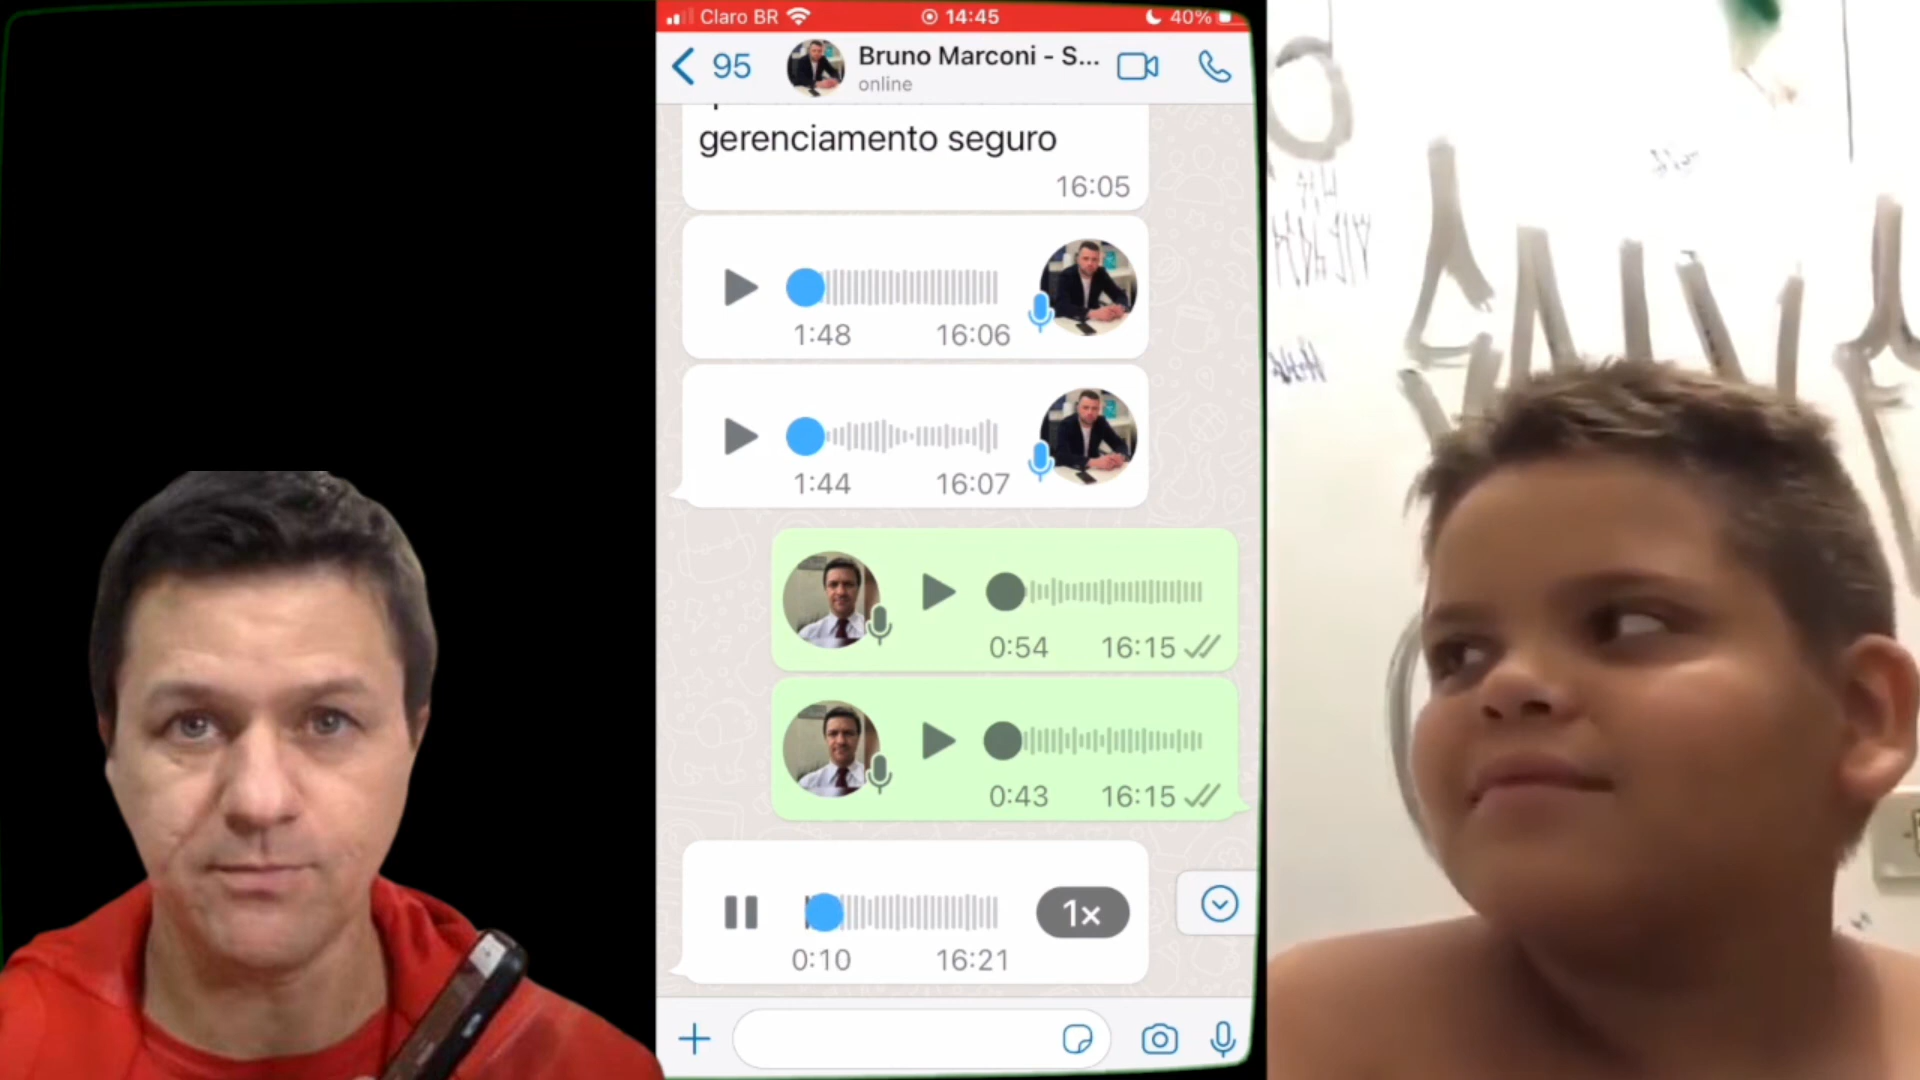 Claro BR
14:45
40%
95
Bruno Marconi - S...
online
gerenciamento seguro
16:05
1:48
16:06
1:44
16:07
0:54
16:15
0:43
16:15
1x
0:10
16:21